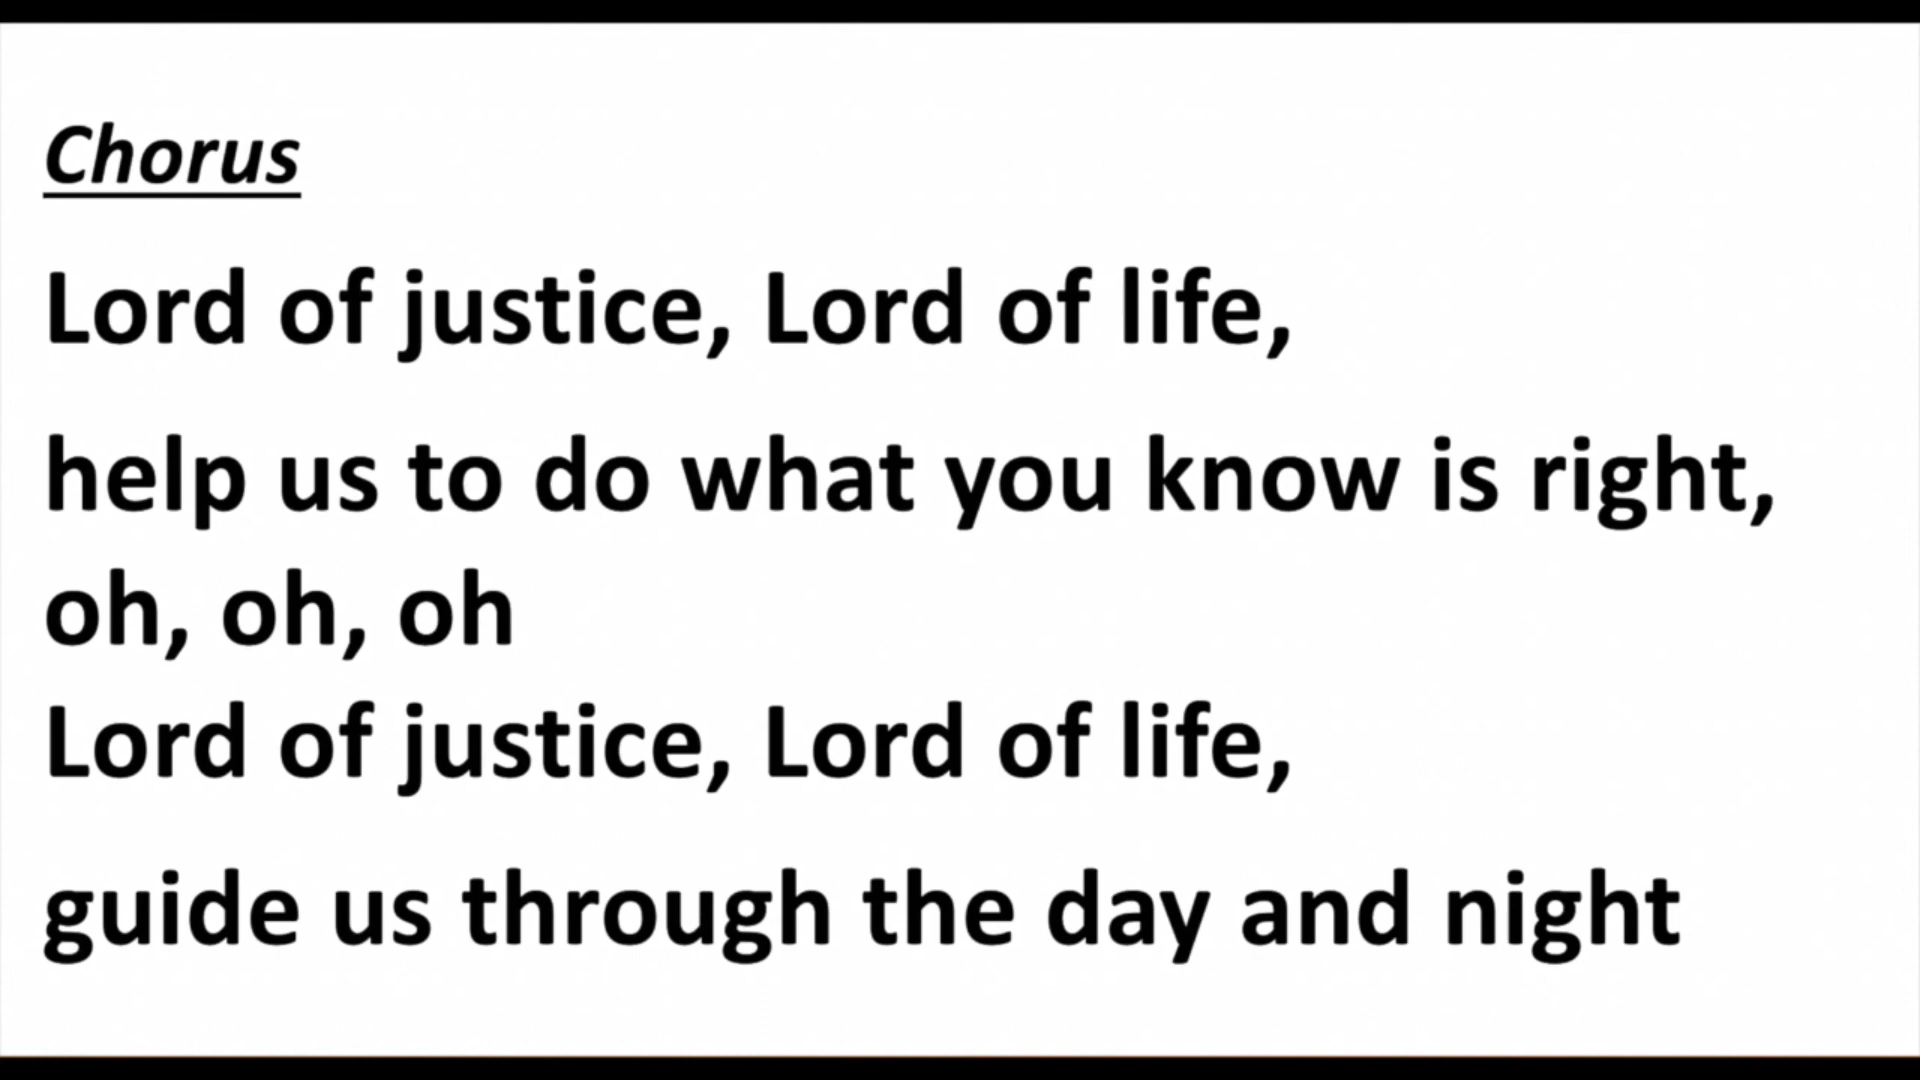 Chorus
Lord of justice, Lord of life,
help us to do what you know is right,
oh, oh, oh
Lord of justice, Lord of life,
guide us through the day and night